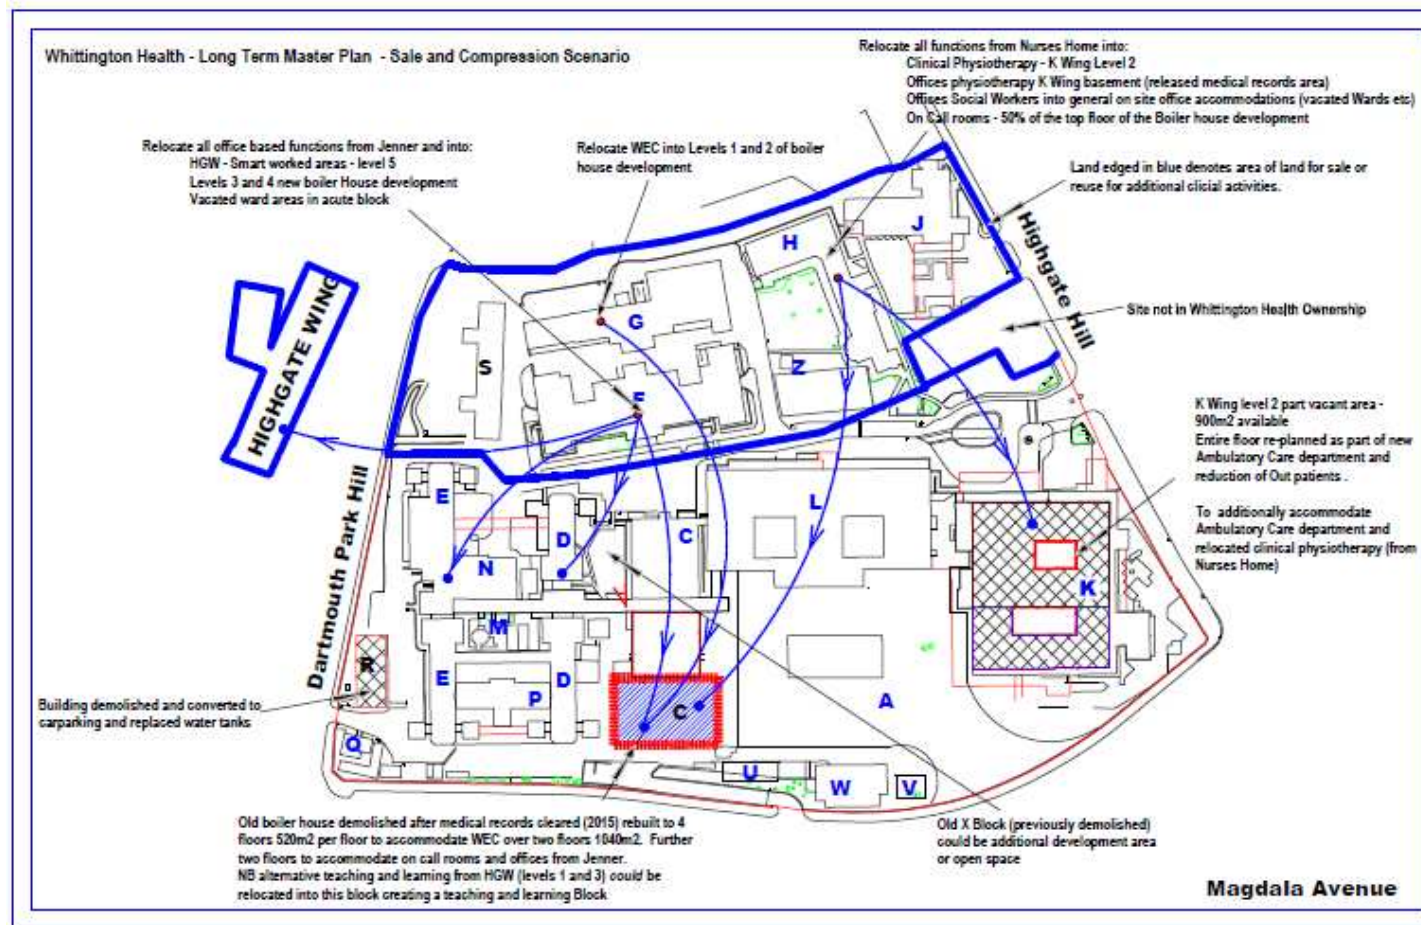 Whittington Health - Long Term Master Plan - Sale and Compression Scenario
Relocate all functions from Nurses Home into:
Clinical Physiotherapy - K Wing Level 2
Offices physiotherapy K Wing basement (released medical records area)
Offises Social Workers into general on site office accommodations (vacated Wards etc)
On Call rooms - 50% of the top floor of the Boiler house development
Relocate all office based functions from Jenner and into:
HGW - Smart worked areas - level 5
Levels 3 and 4 new boiler House development
Vacated ward areas in acute block
Relocate WEC into Levels 1 and 2 of boiler
house development
Land edged in blue denotes area of land for sale or
reuse for additional clicial activities.
Highgate Hill
Site not in Whittington Health Ownership
HIGHGATE WING
J
H
G
S
Z
F
K Wing level 2 part vacant area -
900m2 available
Entire floor re-planned as part of new
Ambulatory Care department and
reduction of Out patients .
To additionally accommodate
Ambulatory Care department and
relocated clinical physiotherapy (from
Nurses Home)
Dartmouth Park Hill
E
D
C
L
N
K
M
R
E
P
D
C
A
Building demolished and converted to
carparking and replaced water tanks
Q
U
W
V
Old boiler house demolished after medical records cleared (2015) rebuilt to 4
floors 520m2 per floor to accommodate WEC over two floors 1040m2. Further
two floors to accommodate on call rooms and offices from Jenner.
NB alternative teaching and learning from HGW (levels 1 and 3) could be
relocated into this block creating a teaching and learning Block
Old X Block (previously demolished)
could be additional development area
or open space
Magdala Avenue